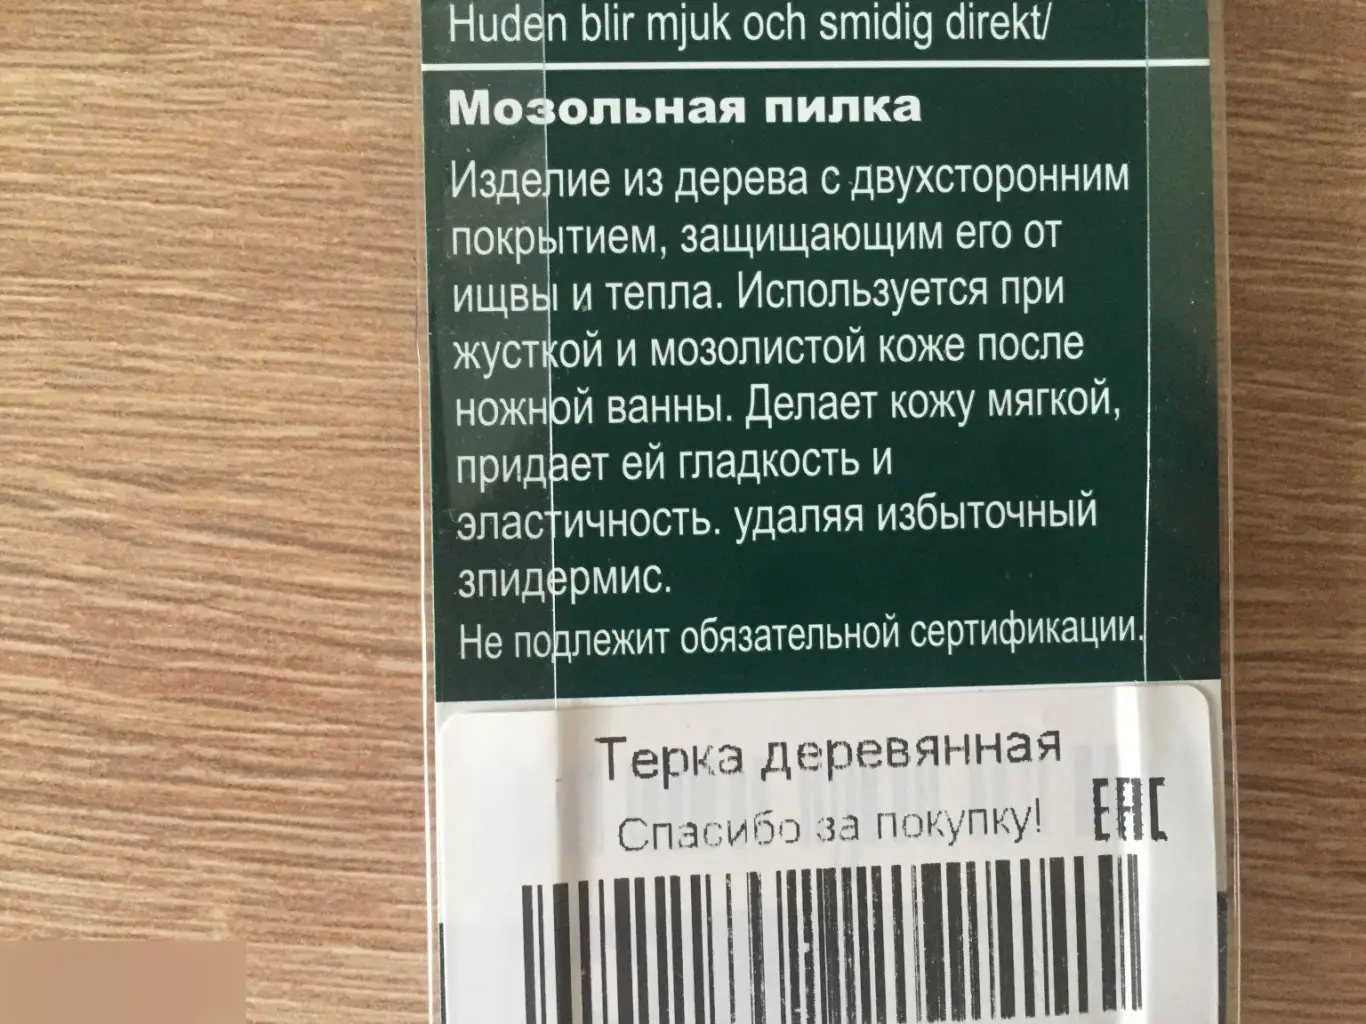 Huden blir mjuk och smidig direkt/
Мозольная пилка
Изделие из дерева с двухсторонним
покрытием, защищающим его от
ищвы и тепла. Используется при
жусткой и мозолистой коже после
ножной ванны. Делает кожу мягкой,
придает ей гладкость и
эластичность. удаляя избыточный
зпидермис.
Не подлежит обязательной сертификации.
Терка деревянная
Спасибо за покупку!
EAC